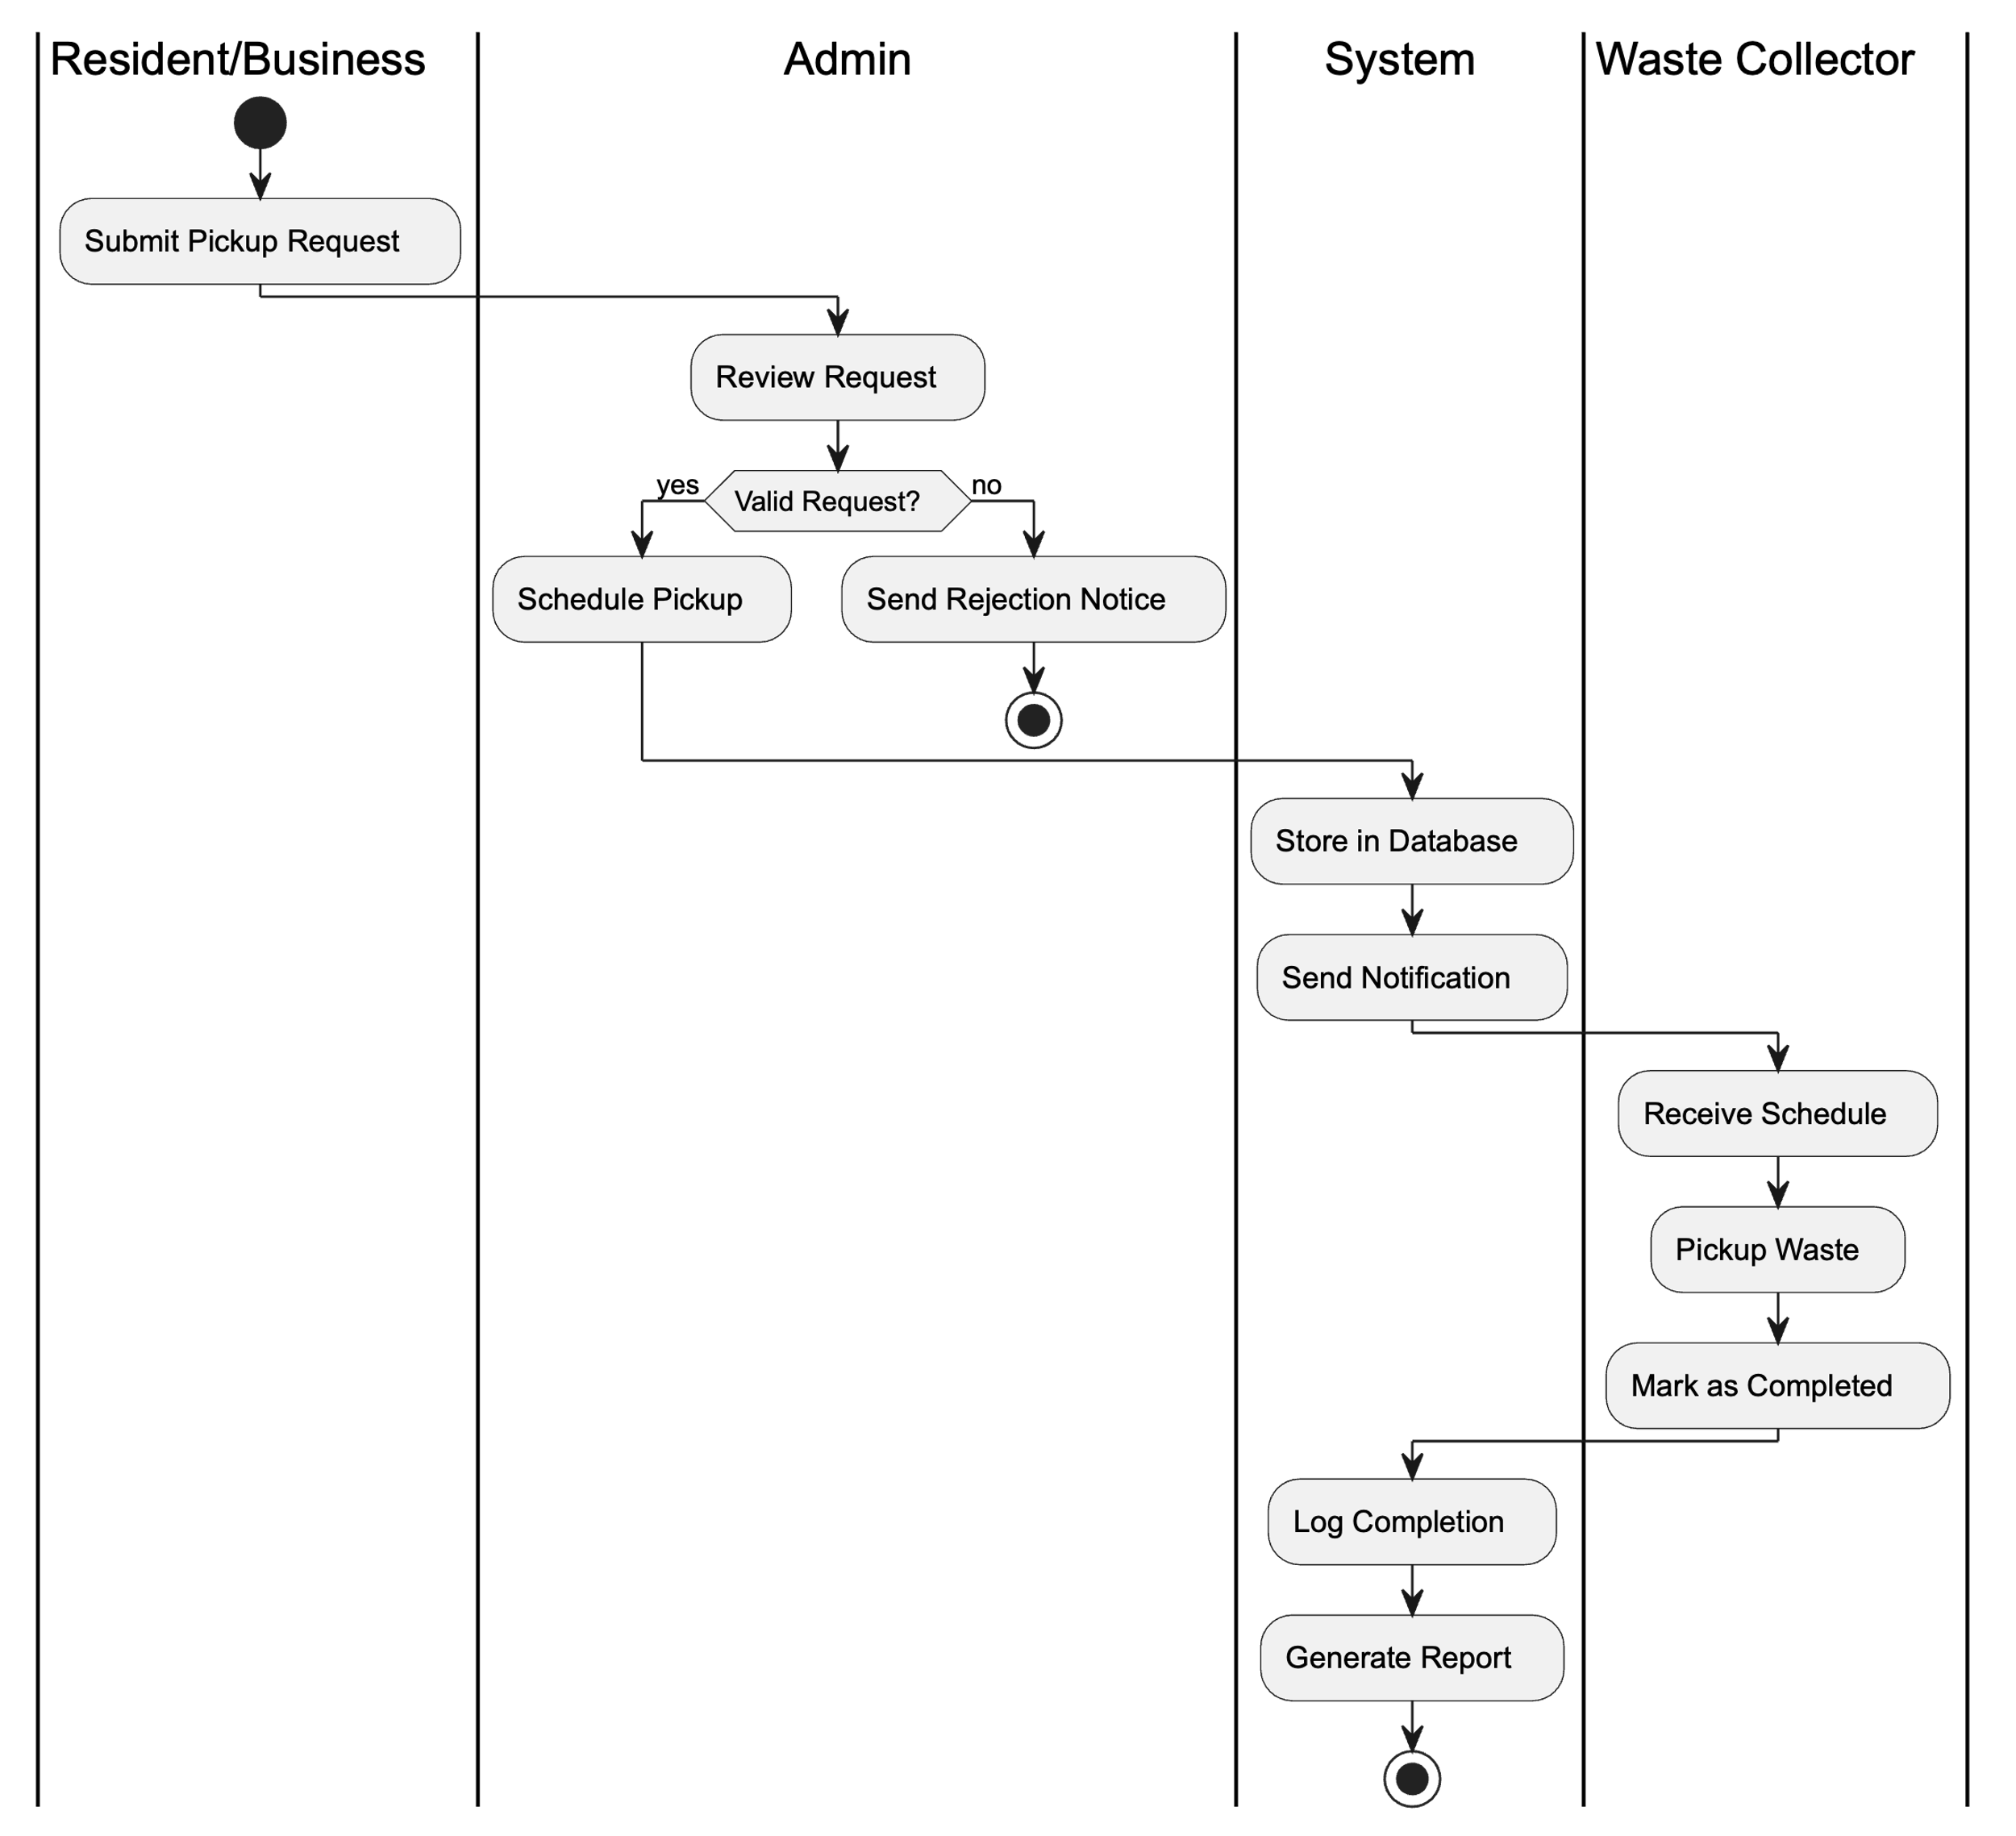 Resident/Business
Admin
System
Waste Collector
Submit Pickup Request
Review Request
yes
Valid Request?
no
Schedule Pickup
Send Rejection Notice
Store in Database
Send Notification
Receive Schedule
Pickup Waste
Mark as Completed
Log Completion
Generate Report